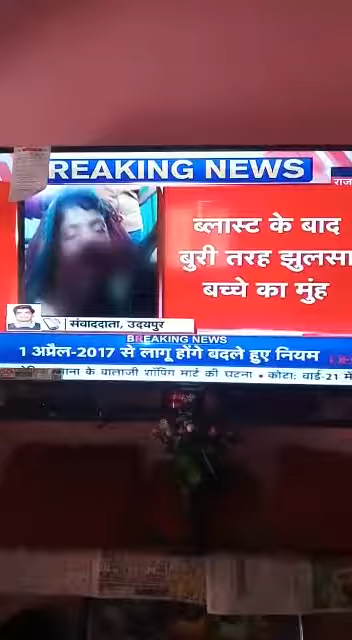 BREAKING NEWS
राज
ब्लास्ट के बाद
बुरी तरह झुलसा
बच्चे का मुंह
संवाददाता, उदयपुर
BREAKING NEWS
1 अप्रैल-2017 से लागू होंगे बदले हुए नियम
के बालाजी शॉपिंग मार्ट की घटना • कोटा: वार्ड-21 में